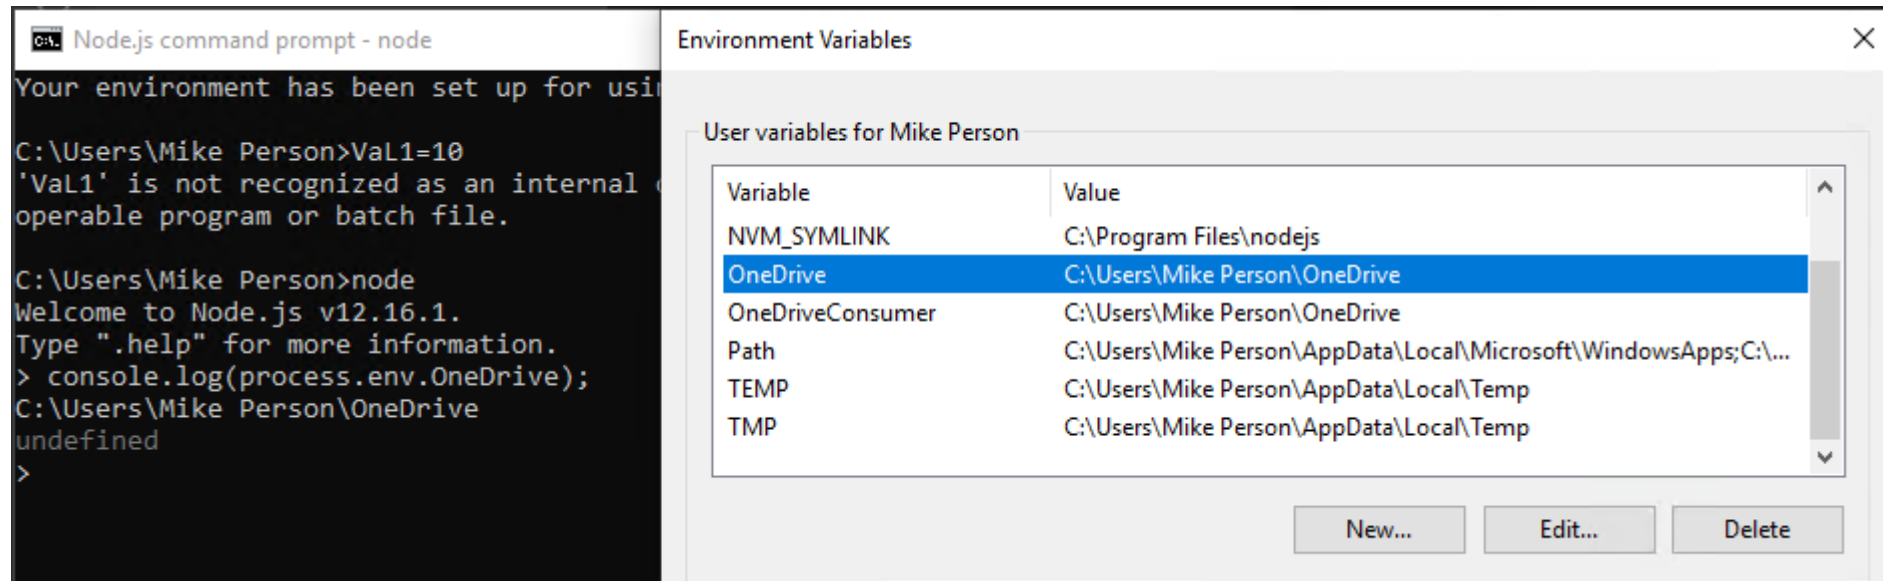 Node.js command prompt - node
Your environment has been set up for usin
C:\Users\Mike Person>VaL1=10
'VaL1' is not recognized as an internal
operable program or batch file.
C:\Users\Mike Person>node
Welcome to Node.js v12.16.1.
Type ".help" for more information.
> console.log(process.env.OneDrive);
C:\Users\Mike Person\OneDrive
undefined
>
Environment Variables
User variables for Mike Person
Variable Value
NVM_SYMLINK C:\Program Files\nodejs
OneDrive C:\Users\Mike Person\OneDrive
OneDriveConsumer C:\Users\Mike Person\OneDrive
Path C:\Users\Mike Person\AppData\Local\Microsoft\WindowsApps;C:\...
TEMP C:\Users\Mike Person\AppData\Local\Temp
TMP C:\Users\Mike Person\AppData\Local\Temp
New... Edit... Delete